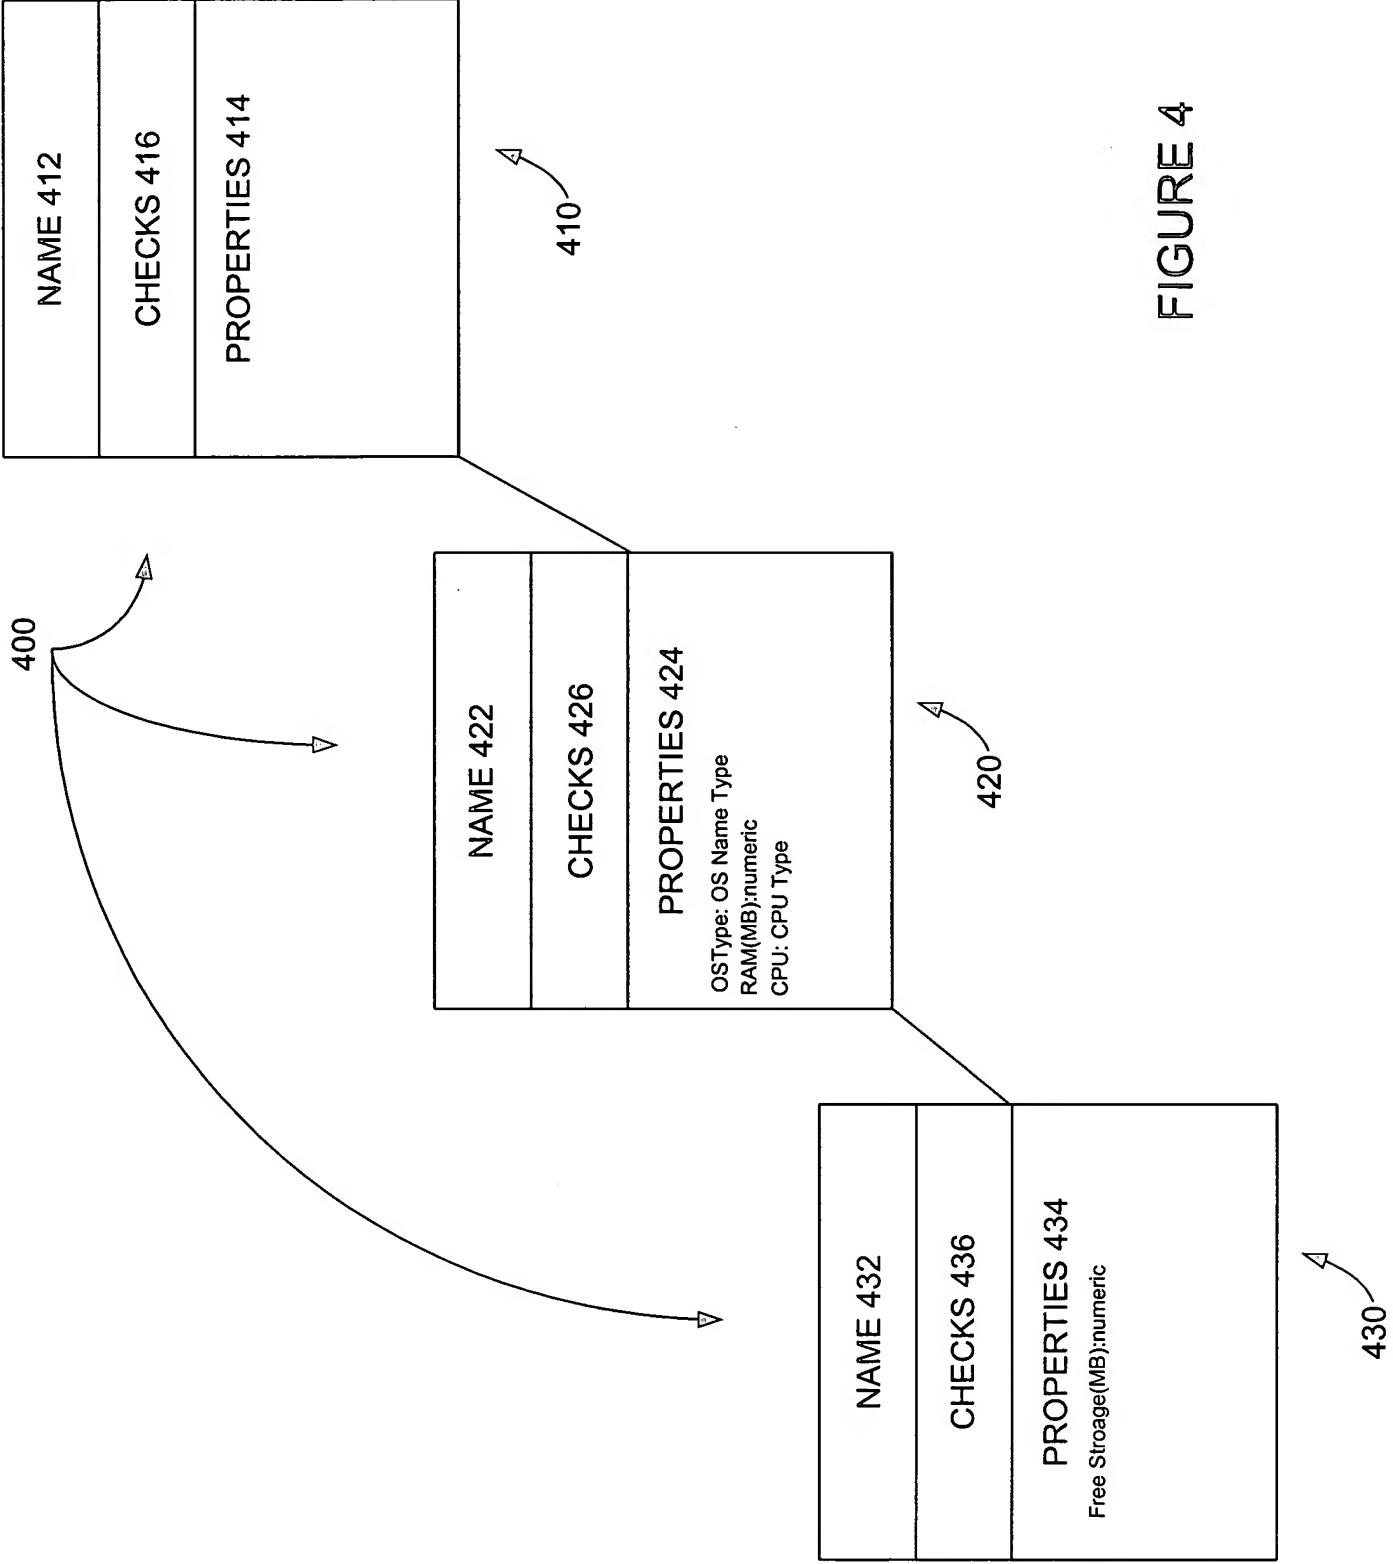 400
NAME 432
CHECKS 436
PROPERTIES 434
Free Stroage(MB):numeric
430
NAME 422
CHECKS 426
PROPERTIES 424
OSType: OS Name Type
RAM(MB):numeric
CPU: CPU Type
420
NAME 412
CHECKS 416
PROPERTIES 414
410
FIGURE 4